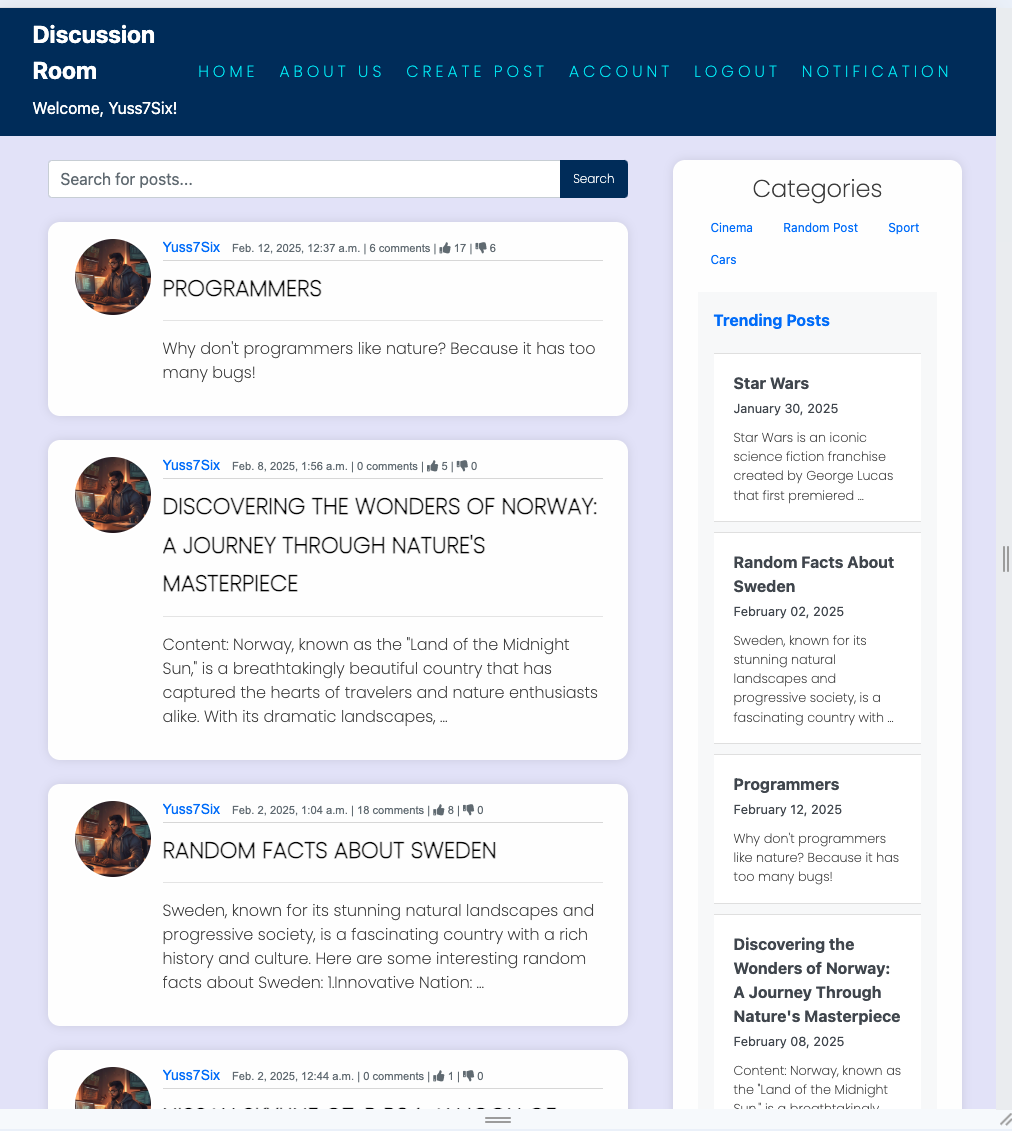 Discussion
Room
Welcome, Yuss7Six!
HOME ABOUT US CREATE POST ACCOUNT LOGOUT NOTIFICATION
Search for posts...
Search
Yuss7Six Feb. 12, 2025, 12:37 a.m. | 6 comments | 17 | 6
PROGRAMMERS
Why don't programmers like nature? Because it has too
many bugs!
Yuss7Six Feb. 8, 2025, 1:56 a.m. | 0 comments | 5 | 0
DISCOVERING THE WONDERS OF NORWAY:
A JOURNEY THROUGH NATURE'S
MASTERPIECE
Content: Norway, known as the "Land of the Midnight
Sun," is a breathtakingly beautiful country that has
captured the hearts of travelers and nature enthusiasts
alike. With its dramatic landscapes, …
Yuss7Six Feb. 2, 2025, 1:04 a.m. | 18 comments | 8 | 0
RANDOM FACTS ABOUT SWEDEN
Sweden, known for its stunning natural landscapes and
progressive society, is a fascinating country with a rich
history and culture. Here are some interesting random
facts about Sweden: 1.Innovative Nation: …
Yuss7Six Feb. 2, 2025, 12:44 a.m. | 0 comments | 1 | 0
Categories
Cinema Random Post Sport
Cars
Trending Posts
Star Wars
January 30, 2025
Star Wars is an iconic
science fiction franchise
created by George Lucas
that first premiered …
Random Facts About
Sweden
February 02, 2025
Sweden, known for its
stunning natural
landscapes and
progressive society, is a
fascinating country with …
Programmers
February 12, 2025
Why don't programmers
like nature? Because it has
too many bugs!
Discovering the
Wonders of Norway:
A Journey Through
Nature's Masterpiece
February 08, 2025
Content: Norway, known as
the "Land of the Midnight
Sun," is a breathtakingly